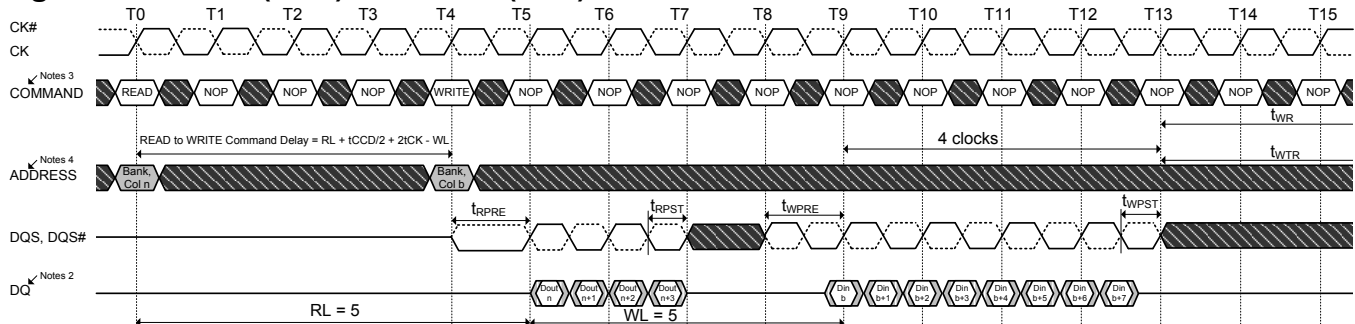 T0 T1 T2 T3 T4 T5 T6 T7 T8 T9 T10 T11 T12 T13 T14 T15
CK#
CK
Notes 3
COMMAND READ NOP NOP NOP WRITE NOP NOP NOP NOP NOP NOP NOP NOP NOP NOP NOP
tWR
READ to WRITE Command Delay = RL + tCCD/2 + 2tCK - WL
4 clocks
Notes 4
tWTR
ADDRESS Bank, Col n Bank, Col b
tRPRE tRPST tWPRE tWPST
DQS, DQS#
Notes 2
DQ Dout n Dout n+1 Dout n+2 Dout n+3 Din b Din b+1 Din b+2 Din b+3 Din b+4 Din b+5 Din b+6 Din b+7
RL = 5 WL = 5